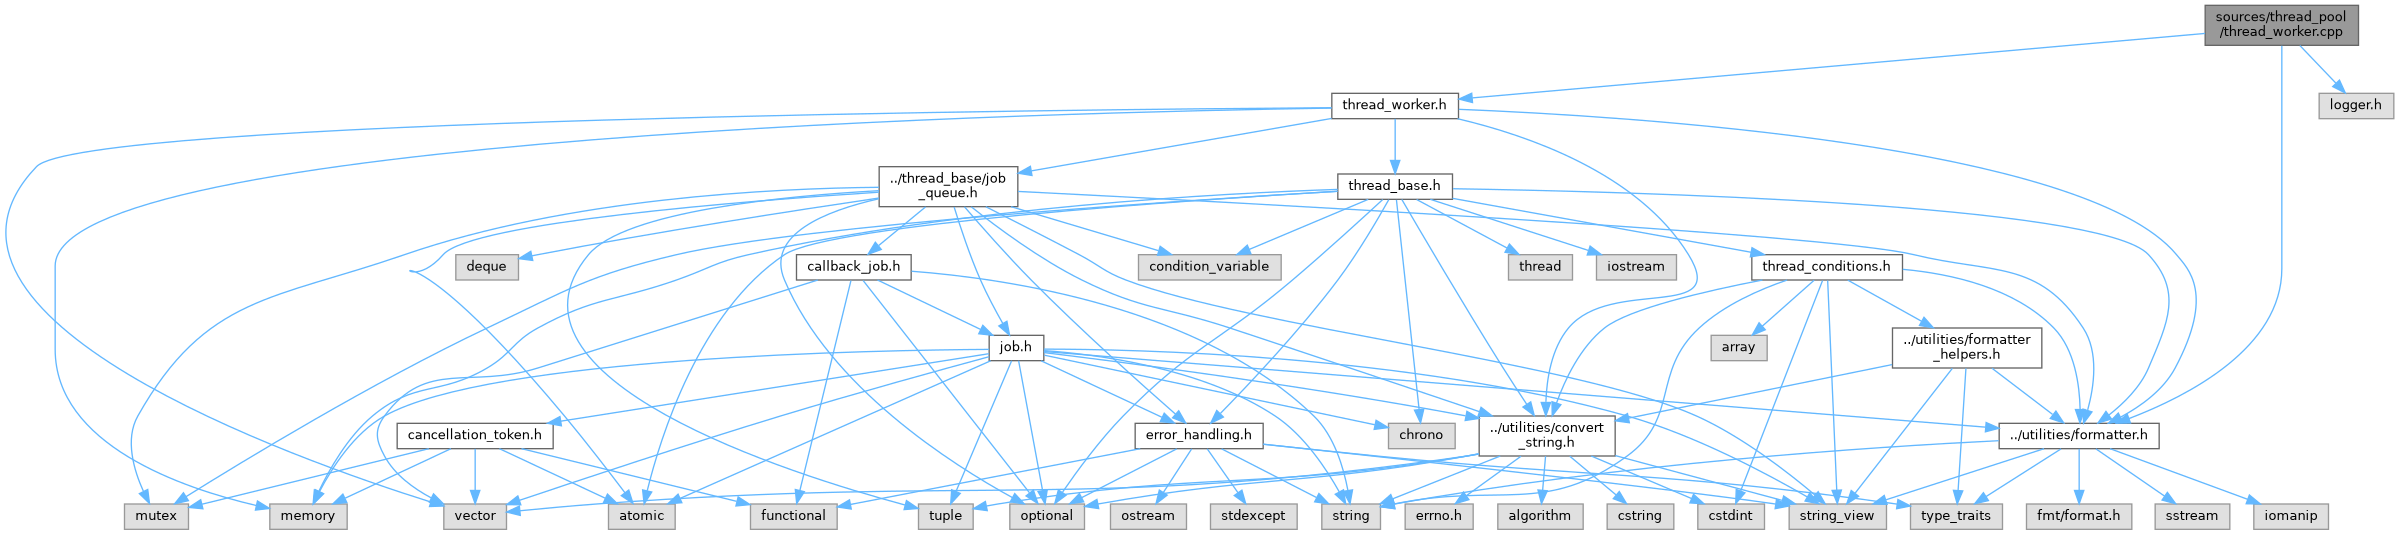 sources/thread_pool
/thread_worker.cpp
thread_worker.h
logger.h
../thread_base/job
_queue.h
thread_base.h
deque
callback_job.h
condition_variable
thread
iostream
thread_conditions.h
job.h
array
../utilities/formatter
_helpers.h
cancellation_token.h
error_handling.h
chrono
../utilities/convert
_string.h
../utilities/formatter.h
mutex
memory
vector
atomic
functional
tuple
optional
ostream
stdexcept
string
errno.h
algorithm
cstring
cstdint
string_view
type_traits
fmt/format.h
sstream
iomanip